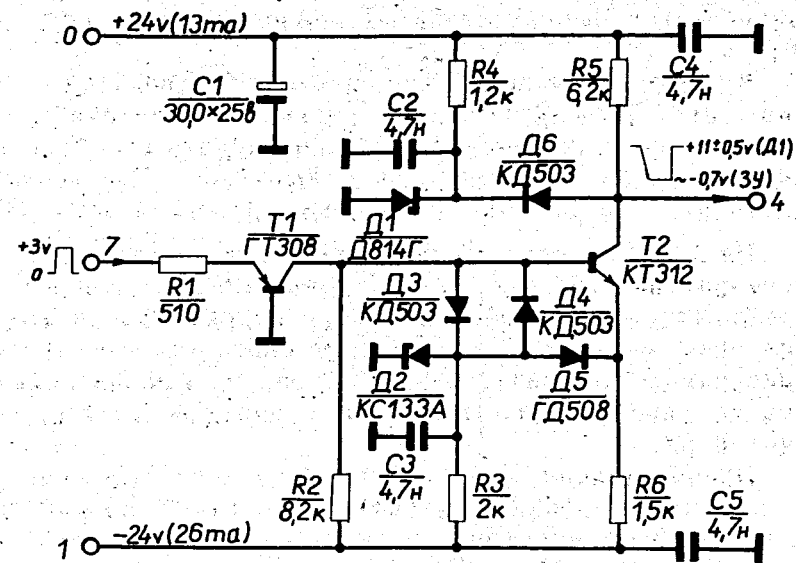 0
+24v(13ma)
C1
30,0×25в
R4
1,2к
R5
6,2к
C4
4,7н
C2
4,7н
Д6
КД503
+11±0,5v(Д1)
~-0,7v(ЗУ)
4
Д1
Д814Г
T1
ГТ308
+3v
0
7
R1
510
T2
КТ312
Д3
КД503
Д4
КД503
Д2
КС133А
Д5
ГД508
C3
4,7н
R2
8,2к
R3
2к
R6
1,5к
C5
4,7н
1
-24v(26ma)